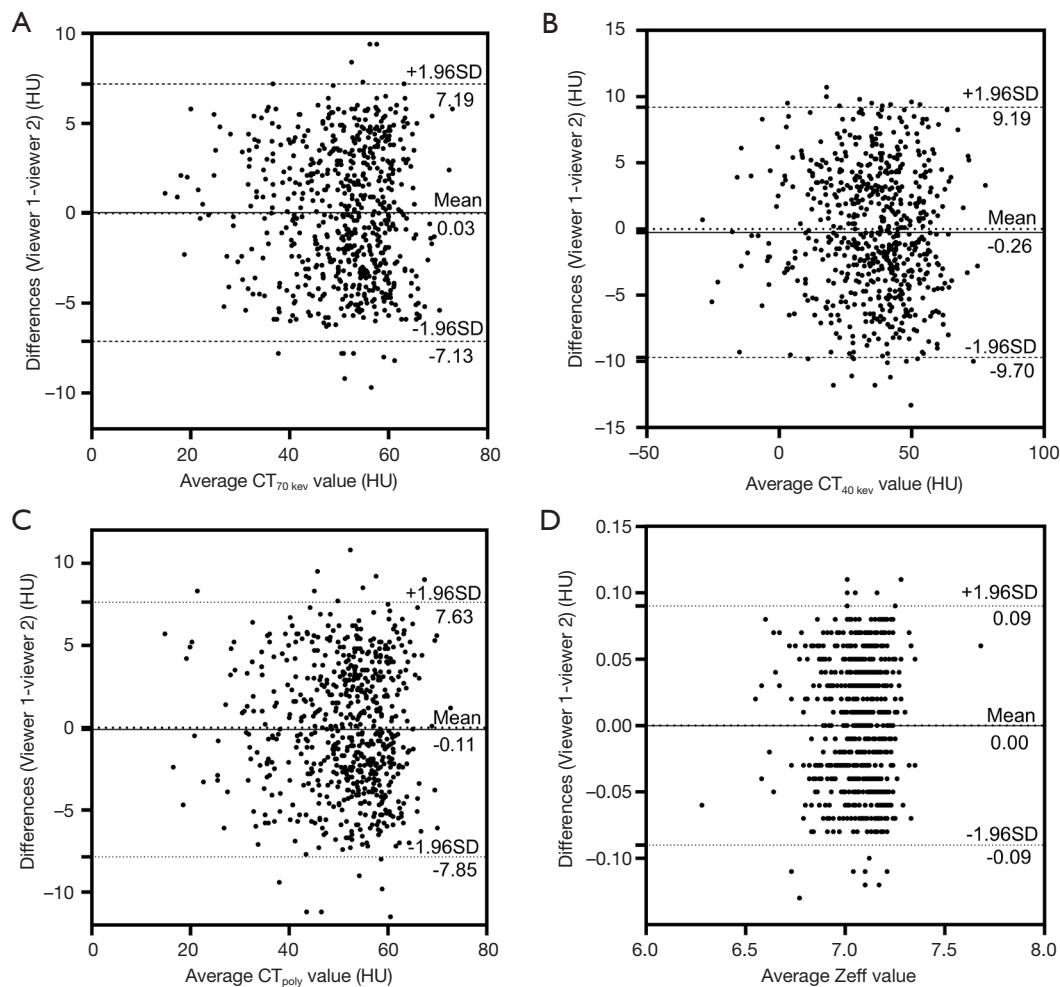 A
Differences (Viewer 1-viewer 2) (HU)
10
5
0
−5
−10
+1.96SD
7.19
Mean
0.03
-1.96SD
-7.13
0
20
40
60
80
Average CT70 kev value (HU)
B
Differences (Viewer 1-viewer 2) (HU)
15
10
5
0
−5
−10
−15
+1.96SD
9.19
Mean
-0.26
-1.96SD
-9.70
−50
0
50
100
Average CT40 kev value (HU)
C
Differences (Viewer 1-viewer 2) (HU)
10
5
0
−5
−10
+1.96SD
7.63
Mean
-0.11
-1.96SD
-7.85
0
20
40
60
80
Average CTpoly value (HU)
D
Differences (Viewer 1-viewer 2) (HU)
0.15
0.10
0.05
0.00
−0.05
−0.10
+1.96SD
0.09
Mean
0.00
-1.96SD
-0.09
6.0
6.5
7.0
7.5
8.0
Average Zeff value